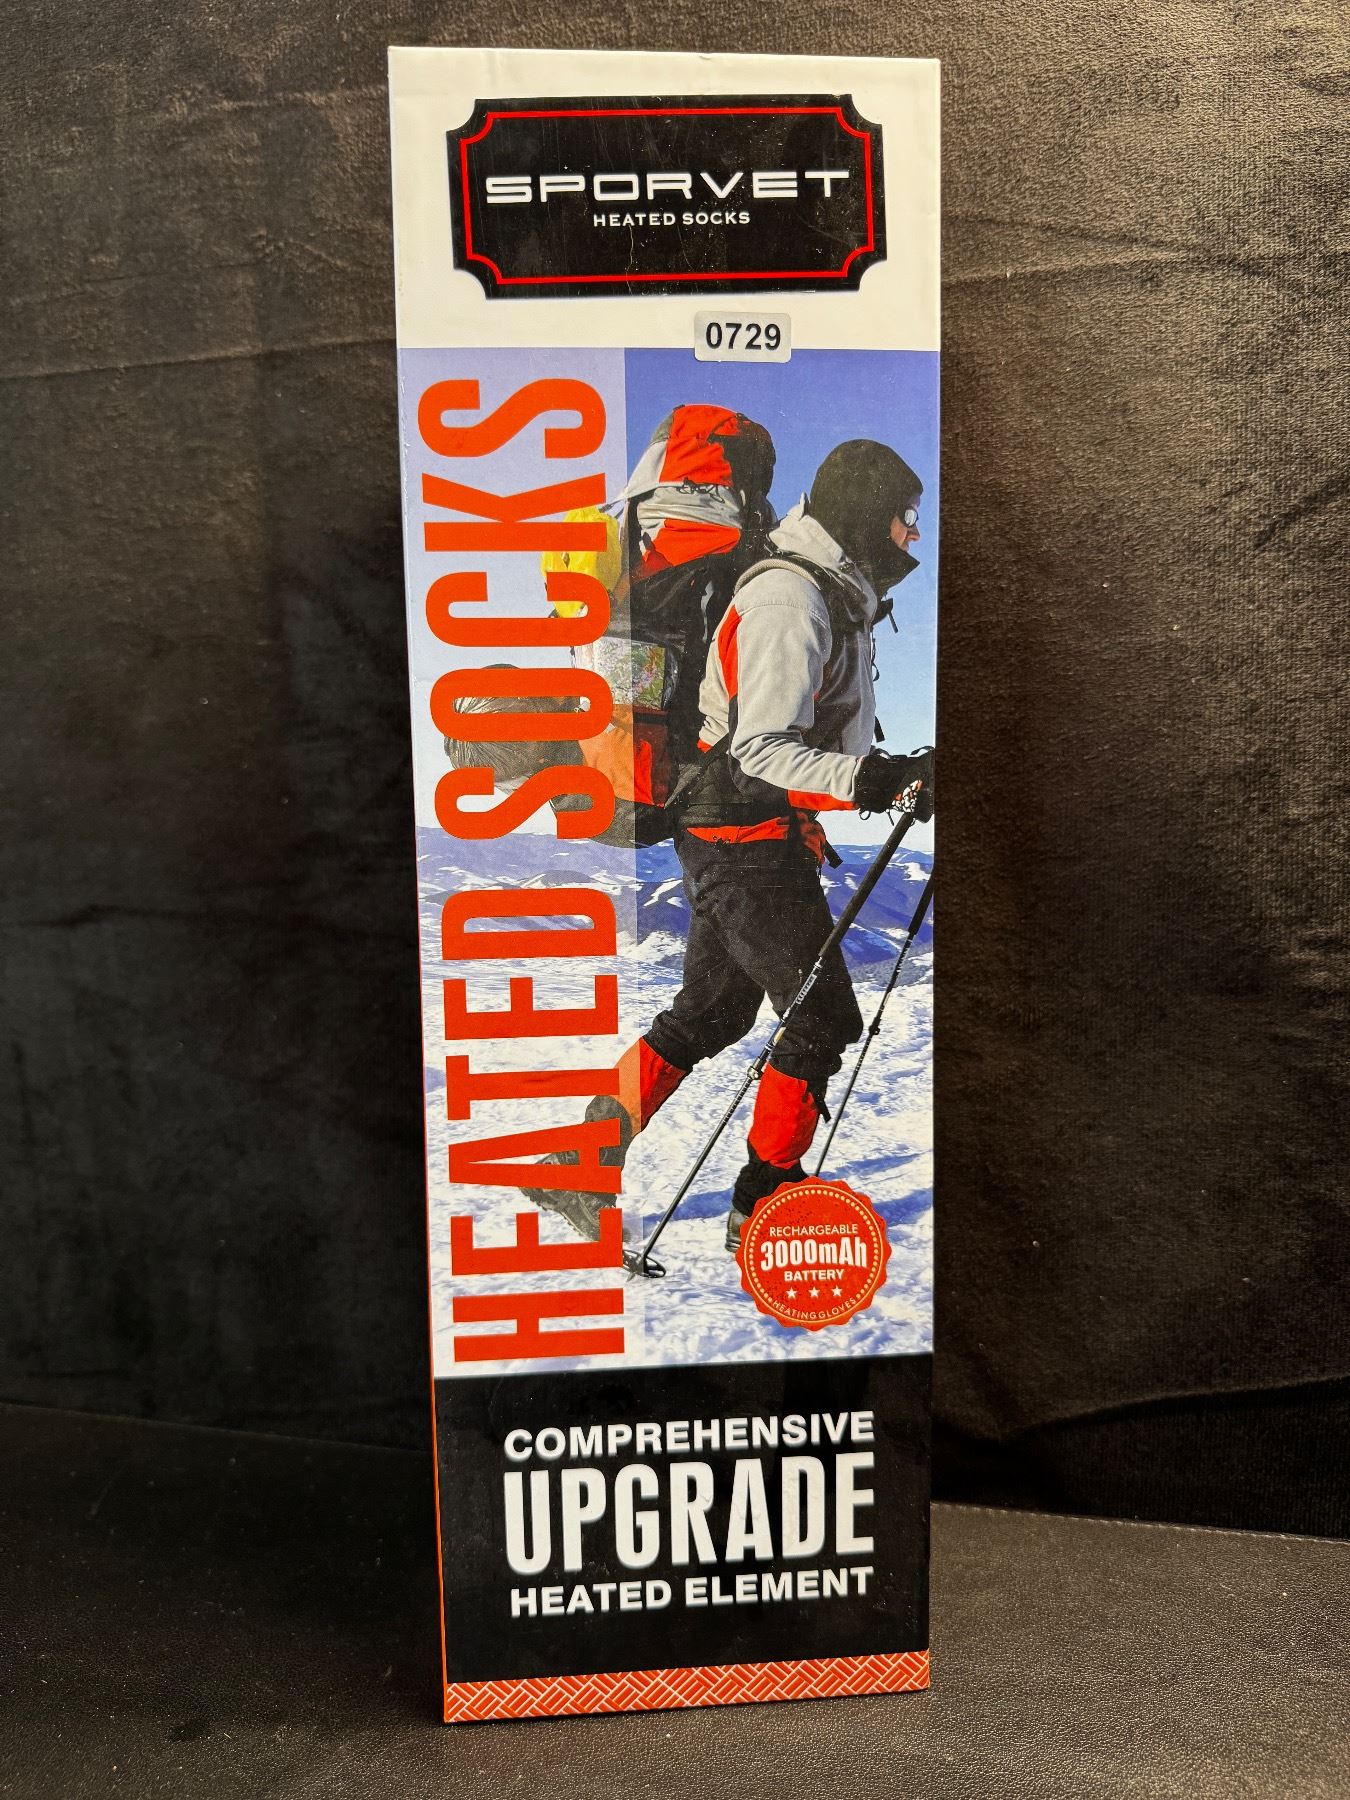 SPORVET
HEATED SOCKS
0729
HEATED SOCKS
RECHARGEABLE
3000mAh
BATTERY
HEATING GLOVES
COMPREHENSIVE
UPGRADE
HEATED ELEMENT